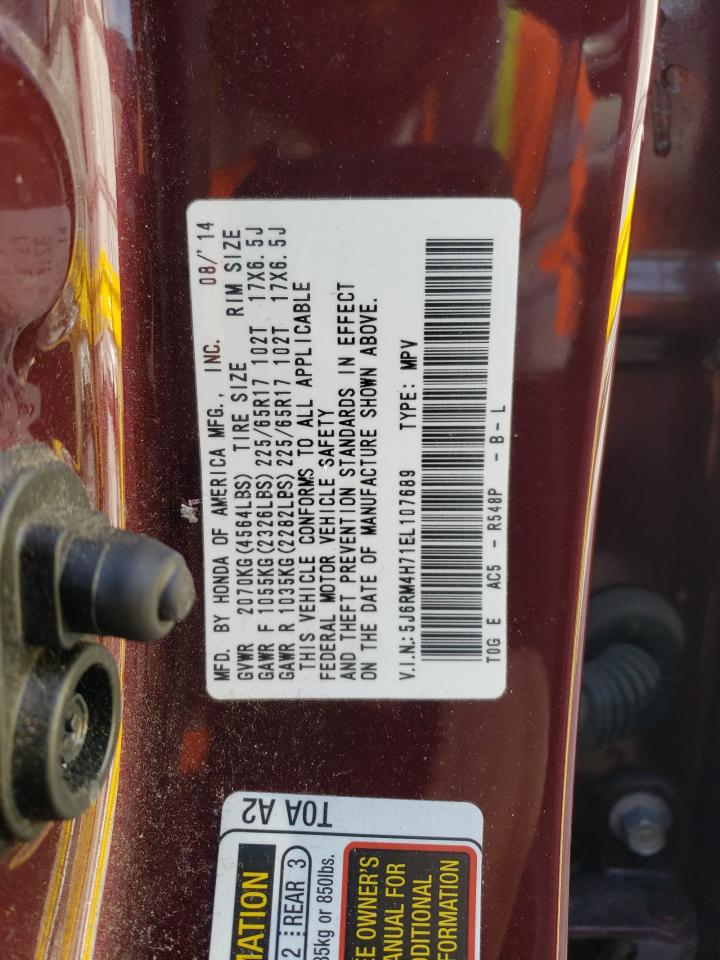 MFD. BY HONDA OF AMERICA MFG., INC. 08/'14
GVWR 2070KG(4564LBS) TIRE SIZE RIM SIZE
GAWR F 1055KG(2326LBS) 225/65R17 102T 17X6.5J
GAWR R 1035KG(2282LBS) 225/65R17 102T 17X6.5J
THIS VEHICLE CONFORMS TO ALL APPLICABLE
FEDERAL MOTOR VEHICLE SAFETY
AND THEFT PREVENTION STANDARDS IN EFFECT
ON THE DATE OF MANUFACTURE SHOWN ABOVE.
V.I.N.: 5J6RM4H71EL107689 TYPE: MPV
T0G E AC5 - R548P - B - L
T0A A2
MATION
2 REAR 3
35kg or 850lbs.
EE OWNER'S
ANUAL FOR
DDITIONAL
FORMATION